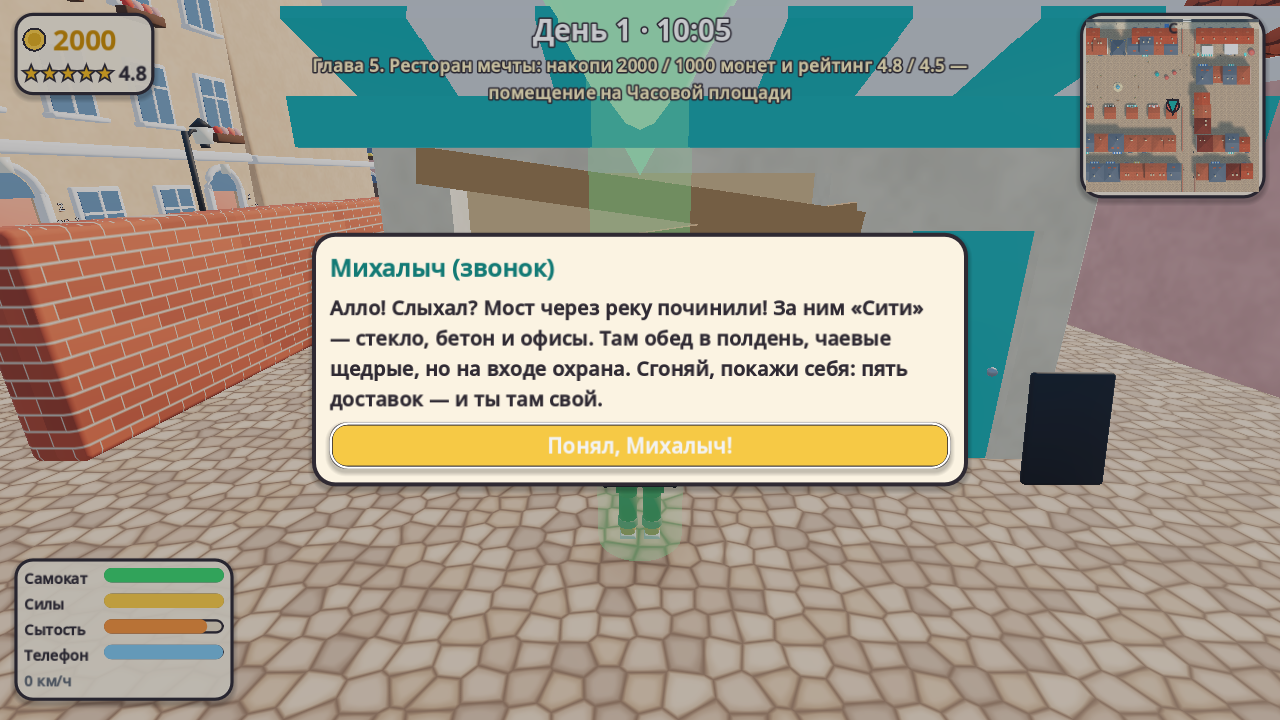 2000
4.8
День 1 · 10:05
Глава 5. Ресторан мечты: накопи 2000 / 1000 монет и рейтинг 4.8 / 4.5 —
помещение на Часовой площади
С
Михалыч (звонок)
Алло! Слыхал? Мост через реку починили! За ним «Сити»
— стекло, бетон и офисы. Там обед в полдень, чаевые
щедрые, но на входе охрана. Сгоняй, покажи себя: пять
доставок — и ты там свой.
Понял, Михалыч!
Самокат
Силы
Сытость
Телефон
0 км/ч